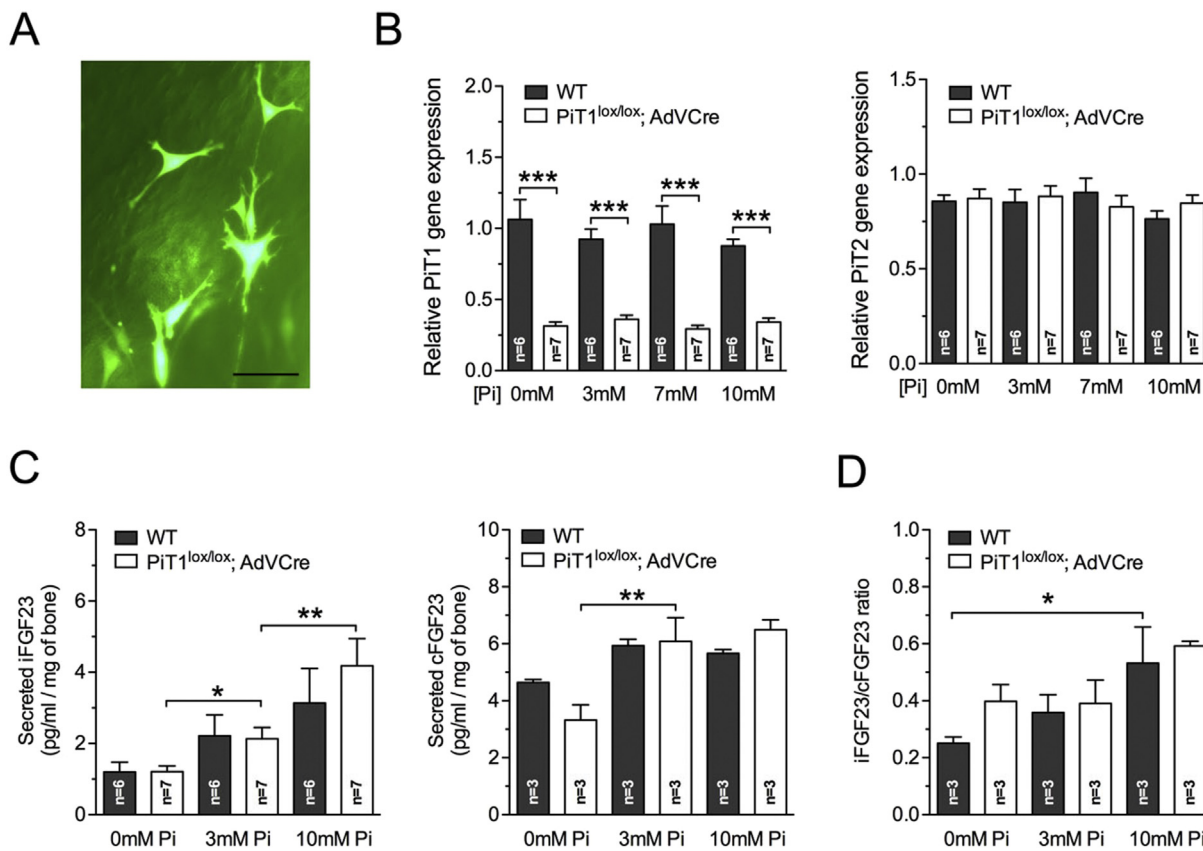 A
B
Relative PiT1 gene expression
2.0
1.5
1.0
0.5
0.0
WT
PiT1lox/lox; AdVCre
***
***
***
***
n=6
n=7
n=6
n=7
n=6
n=7
n=6
n=7
[Pi] 0mM 3mM 7mM 10mM
Relative PiT2 gene expression
1.5
1.0
0.5
0.0
WT
PiT1lox/lox; AdVCre
n=6
n=7
n=6
n=7
n=6
n=7
n=6
n=7
[Pi] 0mM 3mM 7mM 10mM
C
Secreted iFGF23
(pg/ml / mg of bone)
8
6
4
2
0
WT
PiT1lox/lox; AdVCre
**
*
n=6
n=7
n=6
n=7
n=6
n=7
0mM Pi 3mM Pi 10mM Pi
Secreted cFGF23
(pg/ml / mg of bone)
10
8
6
4
2
0
WT
PiT1lox/lox; AdVCre
**
n=3
n=3
n=3
n=3
n=3
n=3
0mM Pi 3mM Pi 10mM Pi
D
iFGF23/cFGF23 ratio
1.0
0.8
0.6
0.4
0.2
0.0
WT
PiT1lox/lox; AdVCre
*
n=3
n=3
n=3
n=3
n=3
n=3
0mM Pi 3mM Pi 10mM Pi